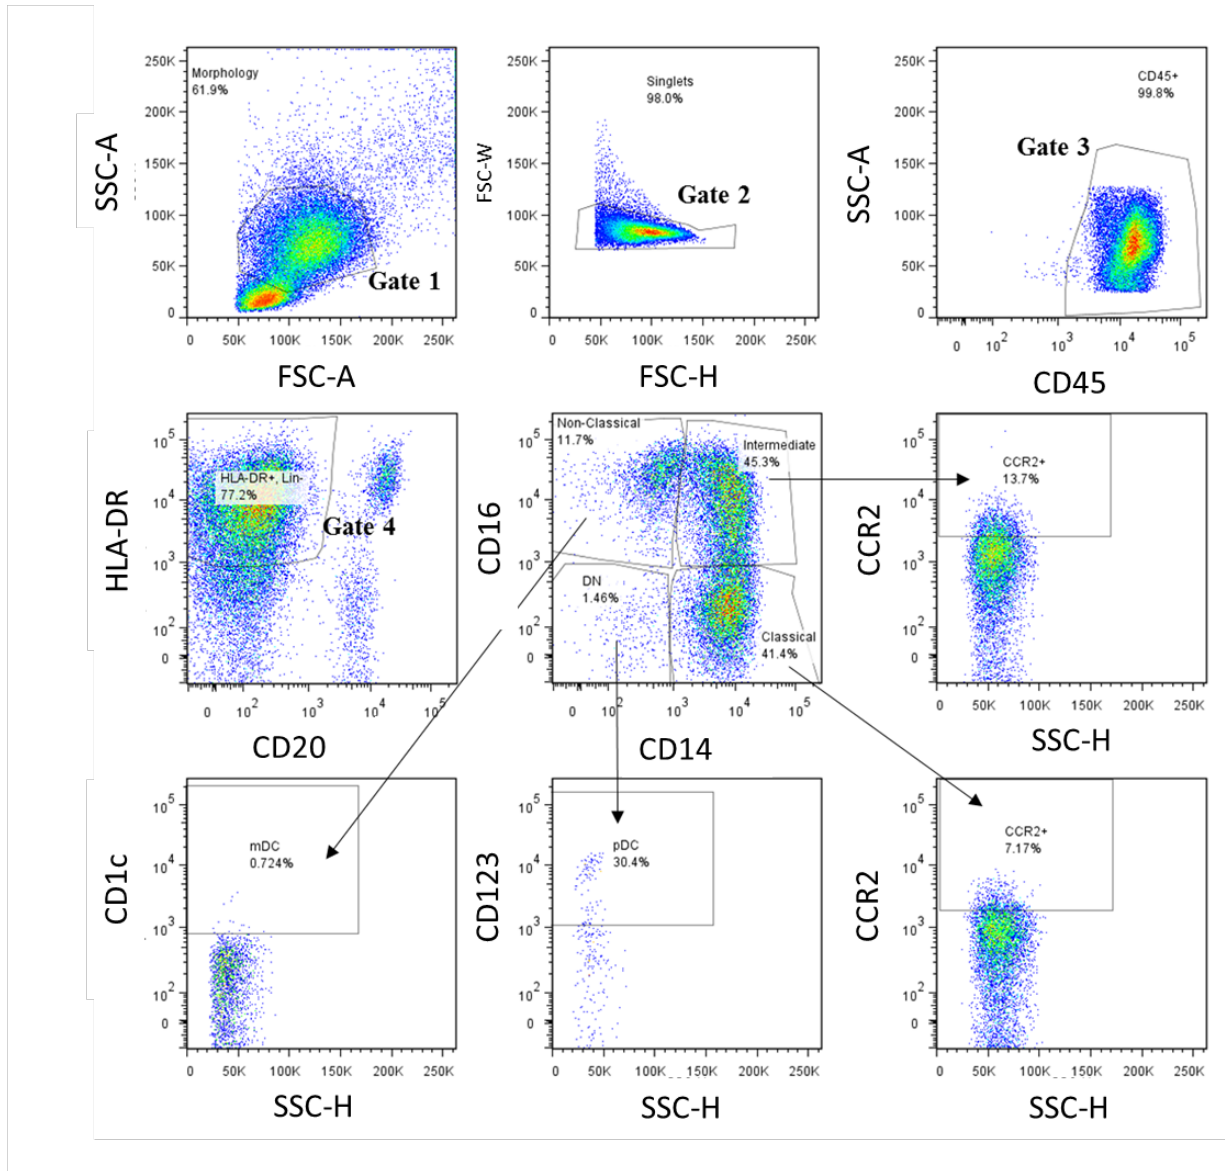 250K
200K
150K
100K
50K
0
Morphology
61.9%
Gate 1
SSC-A
0 50K 100K 150K 200K 250K
FSC-A
250K
200K
150K
100K
50K
0
Singlets
98.0%
Gate 2
FSC-W
0 50K 100K 150K 200K 250K
FSC-H
250K
200K
150K
100K
50K
0
CD45+
99.8%
Gate 3
SSC-A
0 10² 10³ 10⁴ 10⁵
CD45
10⁵
10⁴
10³
10²
0
HLA-DR+, Lin-
77.2%
Gate 4
HLA-DR
0 10² 10³ 10⁴ 10⁵
CD20
10⁵
10⁴
10³
10²
0
Non-Classical
11.7%
Intermediate
45.3%
DN
1.46%
Classical
41.4%
CD16
0 10² 10³ 10⁴ 10⁵
CD14
10⁵
10⁴
10³
10²
0
CCR2+
13.7%
CCR2
0 50K 100K 150K 200K 250K
SSC-H
10⁵
10⁴
10³
10²
0
mDC
0.724%
CD1c
0 50K 100K 150K 200K 250K
SSC-H
10⁵
10⁴
10³
10²
0
pDC
30.4%
CD123
0 50K 100K 150K 200K 250K
SSC-H
10⁵
10⁴
10³
10²
0
CCR2+
7.17%
CCR2
0 50K 100K 150K 200K 250K
SSC-H